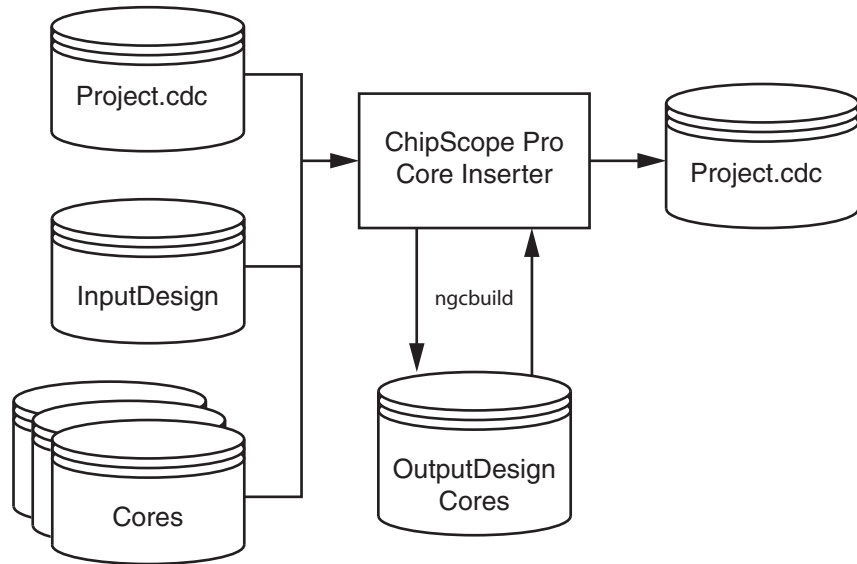 Project.cdc
ChipScope Pro
Core Inserter
Project.cdc
InputDesign
ngcbuild
Cores
OutputDesign
Cores